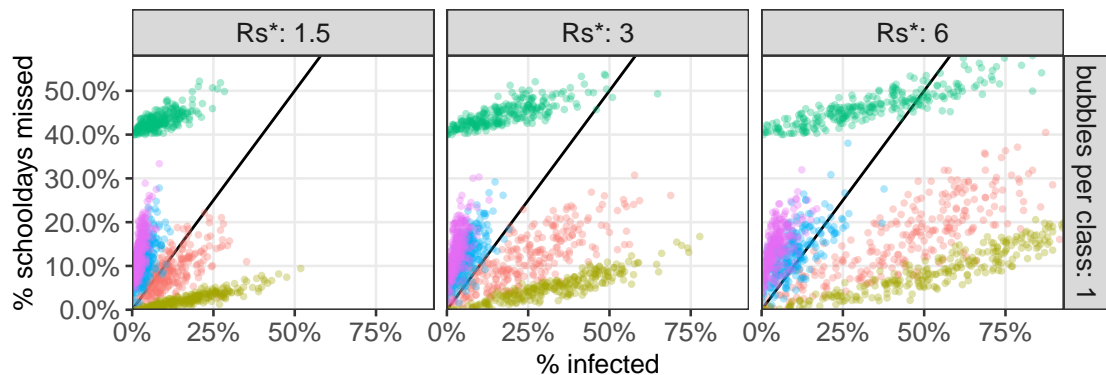 Rs*: 1.5 Rs*: 3 Rs*: 6
% schooldays missed
50.0%
40.0%
30.0%
20.0%
10.0%
0.0%
bubbles per class: 1
0% 25% 50% 75% 0% 25% 50% 75% 0% 25% 50% 75%
% infected